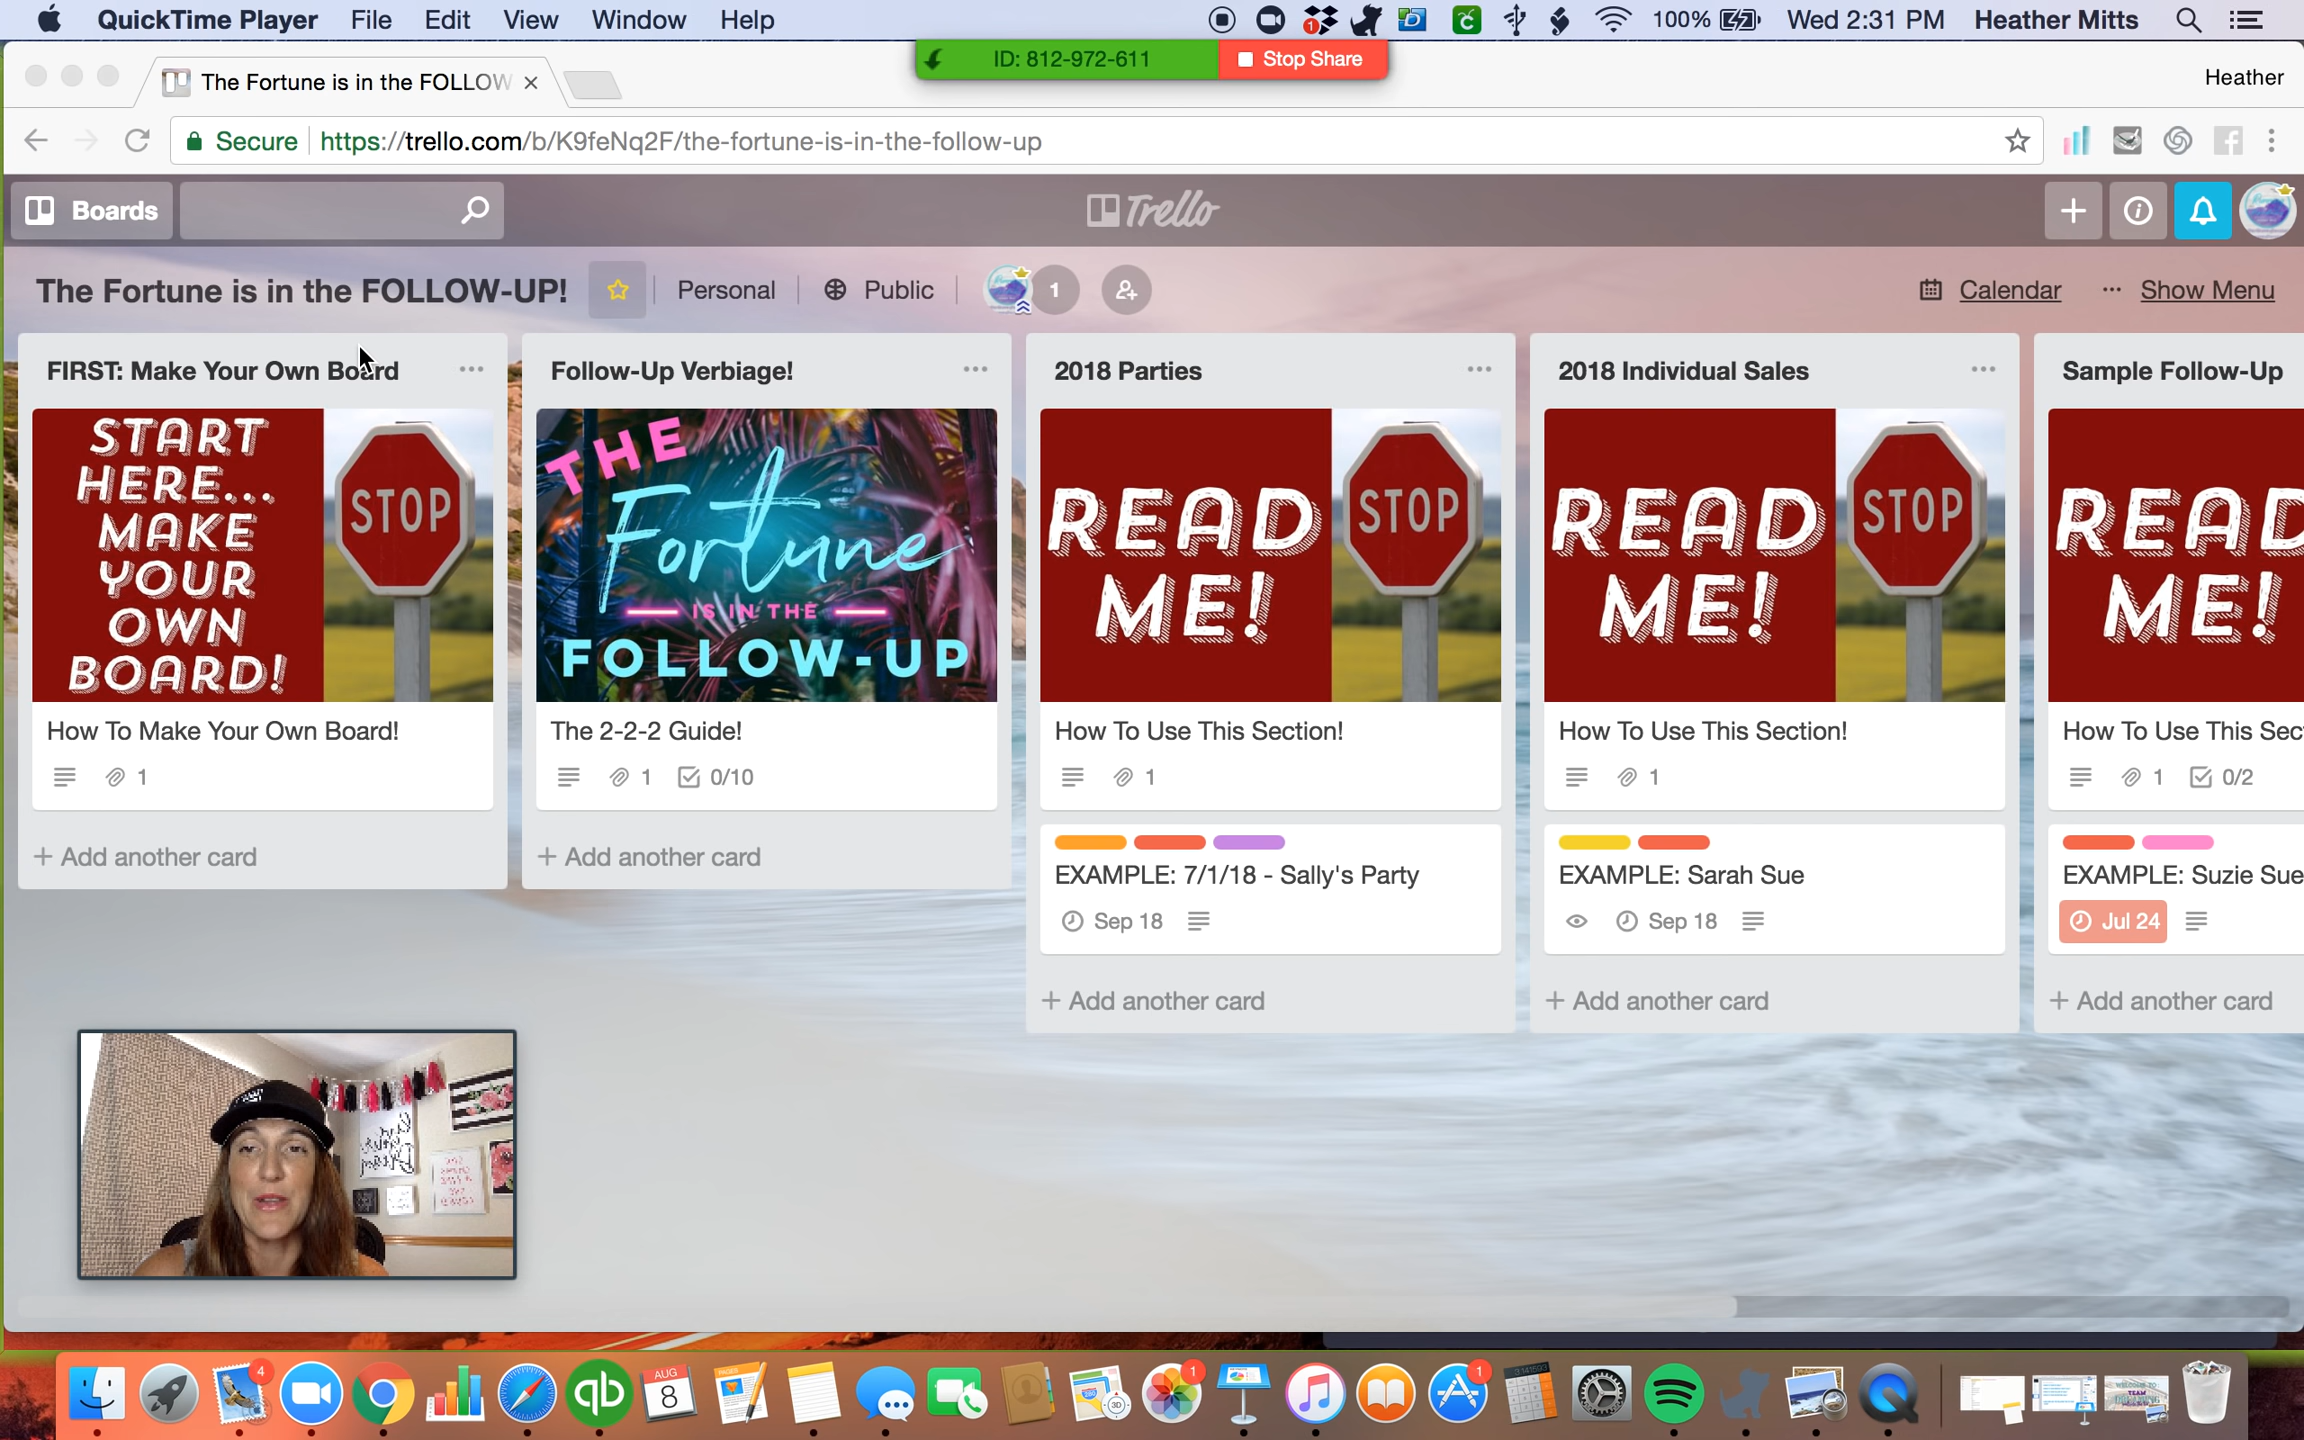 QuickTime Player File Edit View Window Help 1 100% Wed 2:31 PM Heather Mitts
ID: 812-972-611 Stop Share
The Fortune is in the FOLLOW Heather
Secure https://trello.com/b/K9feNq2F/the-fortune-is-in-the-follow-up
Boards Trello
The Fortune is in the FOLLOW-UP! Personal Public 1 Calendar ... Show Menu
FIRST: Make Your Own Board ...
START
HERE...
MAKE
YOUR
OWN
BOARD!
STOP
How To Make Your Own Board!
1
+ Add another card
Follow-Up Verbiage! ...
THE
Fortune
IS IN THE
FOLLOW-UP
The 2-2-2 Guide!
1 0/10
+ Add another card
2018 Parties ...
READ
ME!
STOP
How To Use This Section!
1
EXAMPLE: 7/1/18 - Sally's Party
Sep 18
+ Add another card
2018 Individual Sales ...
READ
ME!
STOP
How To Use This Section!
1
EXAMPLE: Sarah Sue
Sep 18
+ Add another card
Sample Follow-Up
READ
ME!
How To Use This Sec
1 0/2
EXAMPLE: Suzie Sue
Jul 24
+ Add another card
4 qb AUG 8 1 1